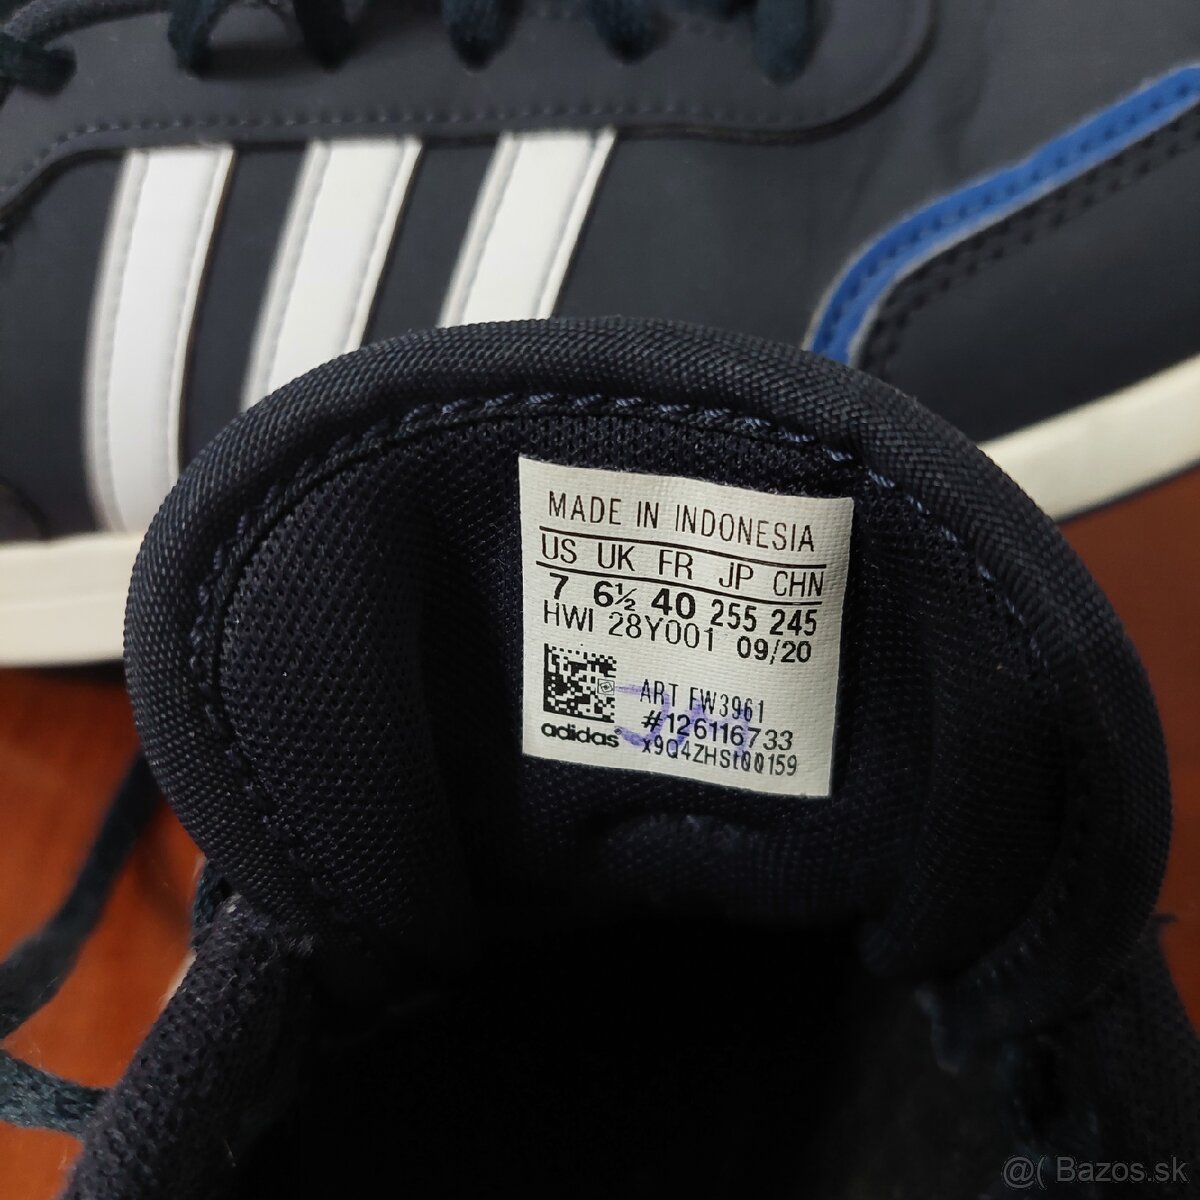 MADE IN INDONESIA
US UK FR JP CHN
7 6½ 40 255 245
HWI 28Y001 09/20
ART FW3961
#126116733
adidas x9Q4ZHSt00159
@( Bazos.sk